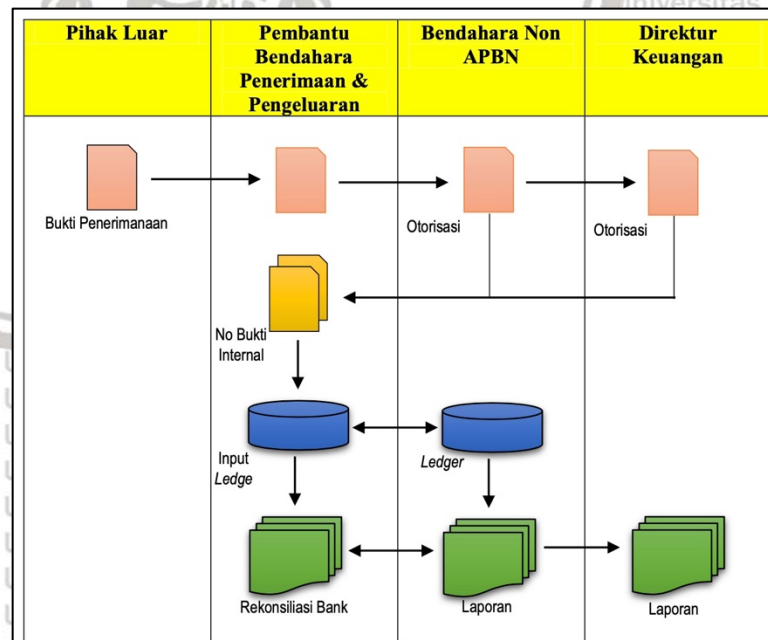 Universitas
Pihak Luar
Pembantu
Bendahara
Penerimaan &
Pengeluaran
Bendahara Non
APBN
Direktur
Keuangan
Bukti Penerimanaan
Otorisasi
Otorisasi
No Bukti
Internal
Input
Ledge
Ledger
Rekonsiliasi Bank
Laporan
Laporan